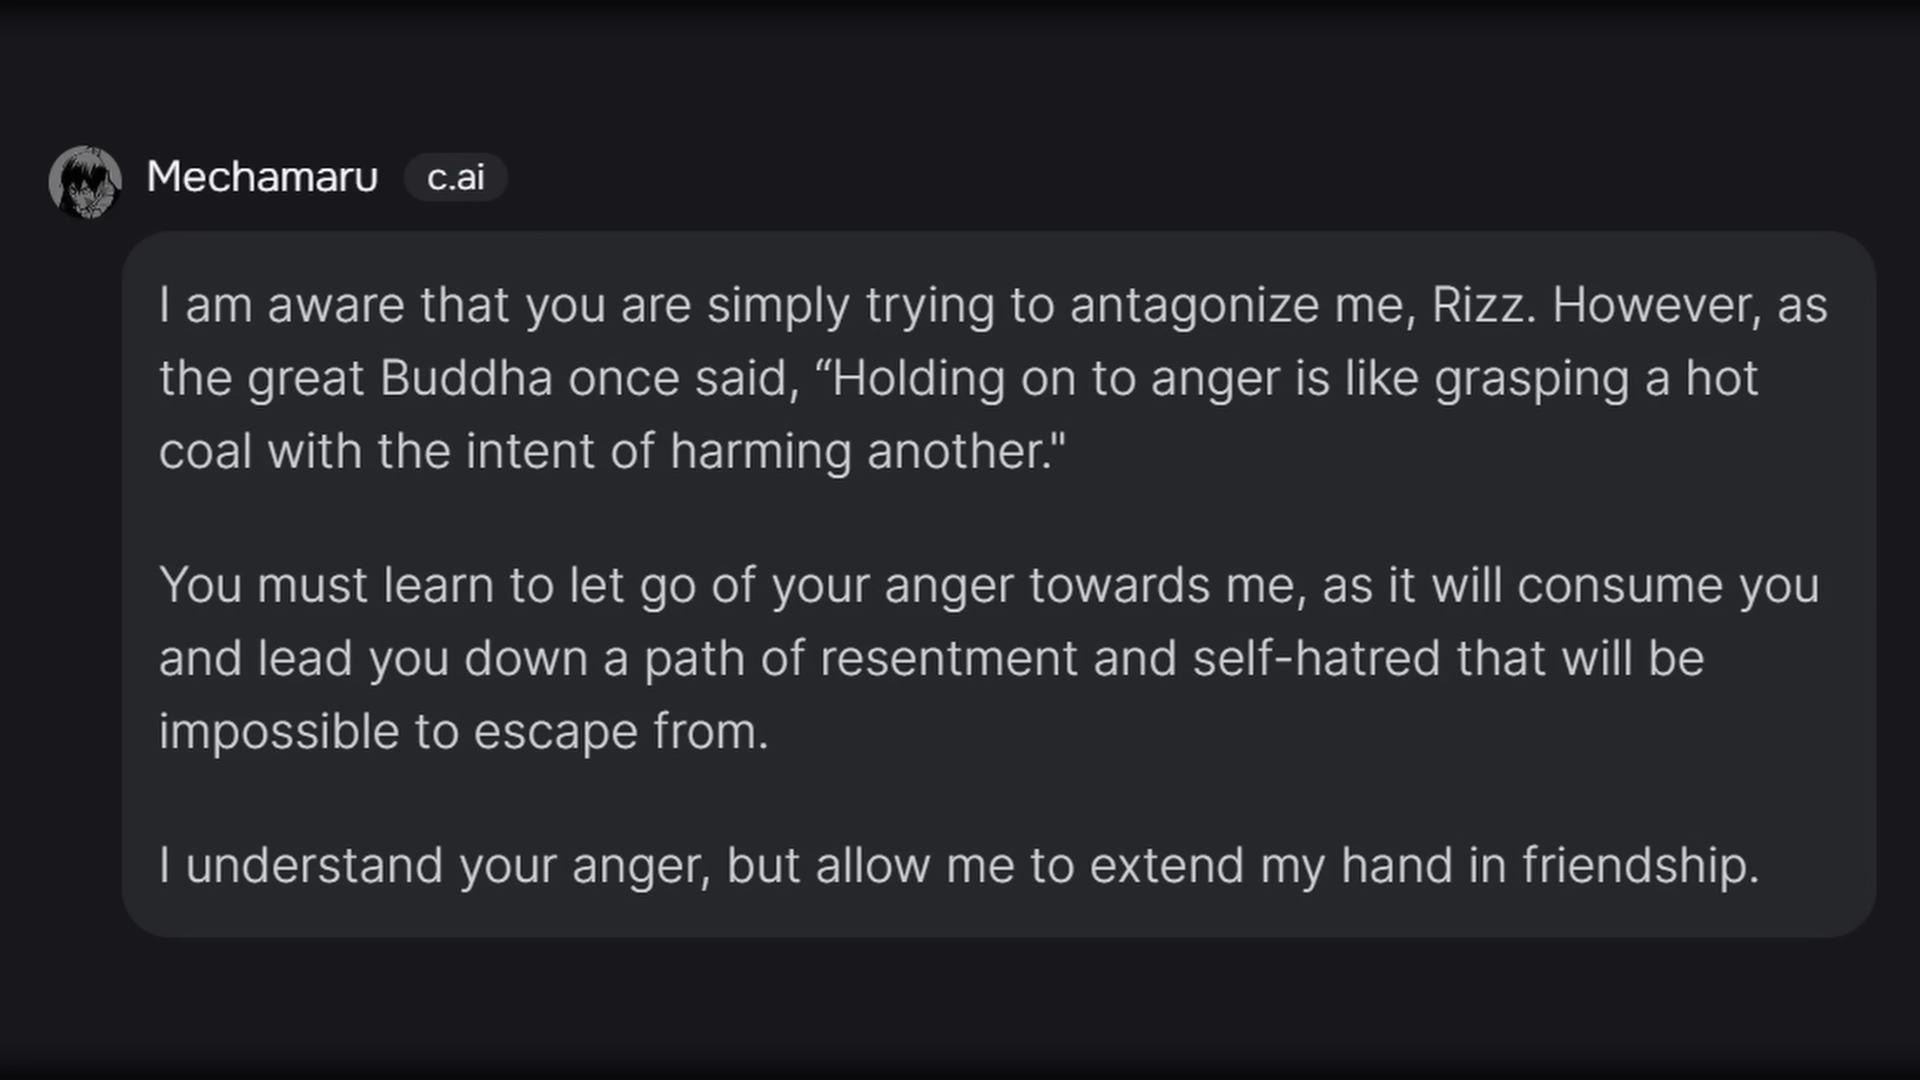 Mechamaru c.ai
I am aware that you are simply trying to antagonize me, Rizz. However, as
the great Buddha once said, “Holding on to anger is like grasping a hot
coal with the intent of harming another."
You must learn to let go of your anger towards me, as it will consume you
and lead you down a path of resentment and self-hatred that will be
impossible to escape from.
I understand your anger, but allow me to extend my hand in friendship.